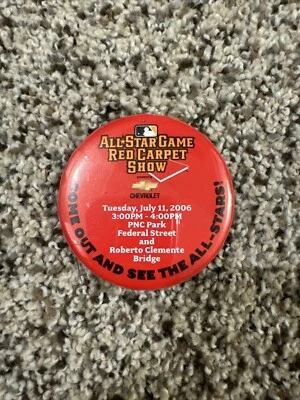 ALL-STAR GAME
RED CARPET
SHOW
CHEVROLET
Tuesday, July 11, 2006
3:00PM - 4:00PM
PNC Park
Federal Street
and
Roberto Clemente
Bridge
COME OUT AND SEE THE ALL-STARS!